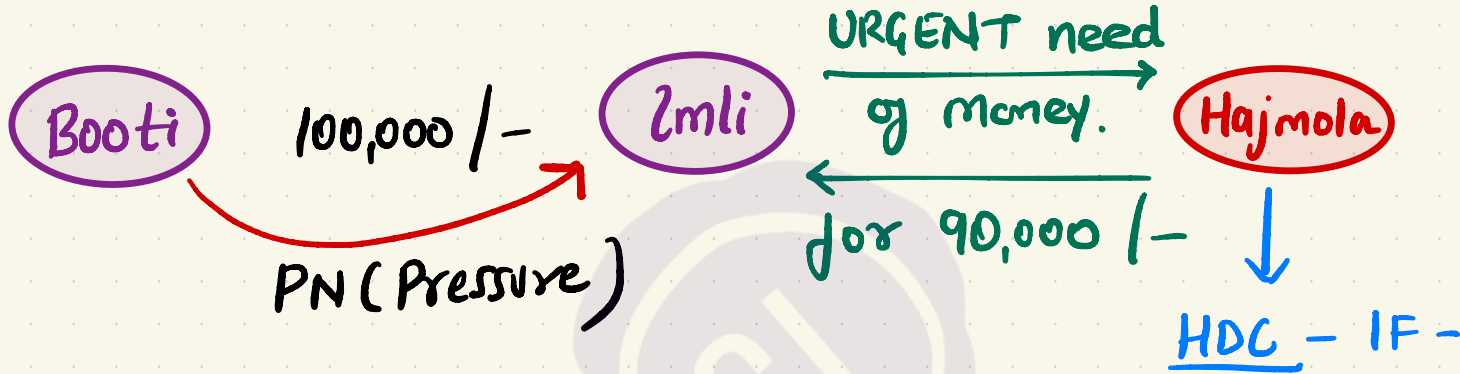 URGENT need
Booti
100,000 /-
Imli
of Money.
Hajmola
for 90,000 /-
PN (Pressure)
HDC - IF -